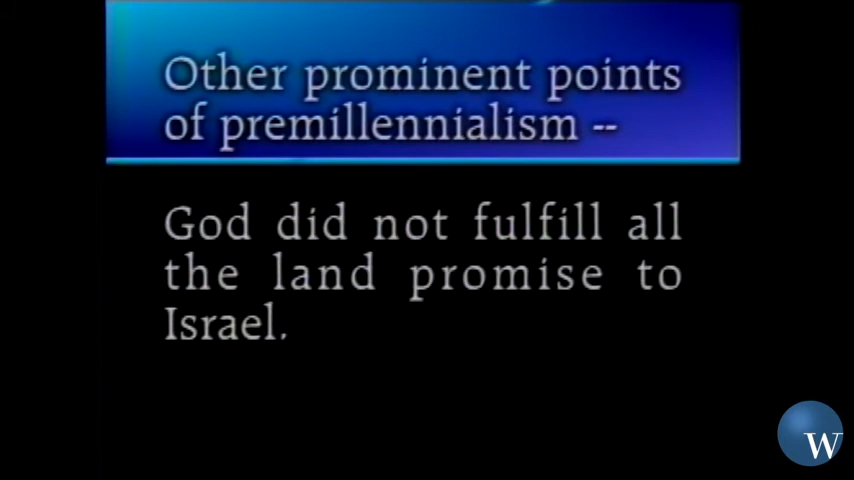 Other prominent points
of premillennialism --
God did not fulfill all
the land promise to
Israel.
W